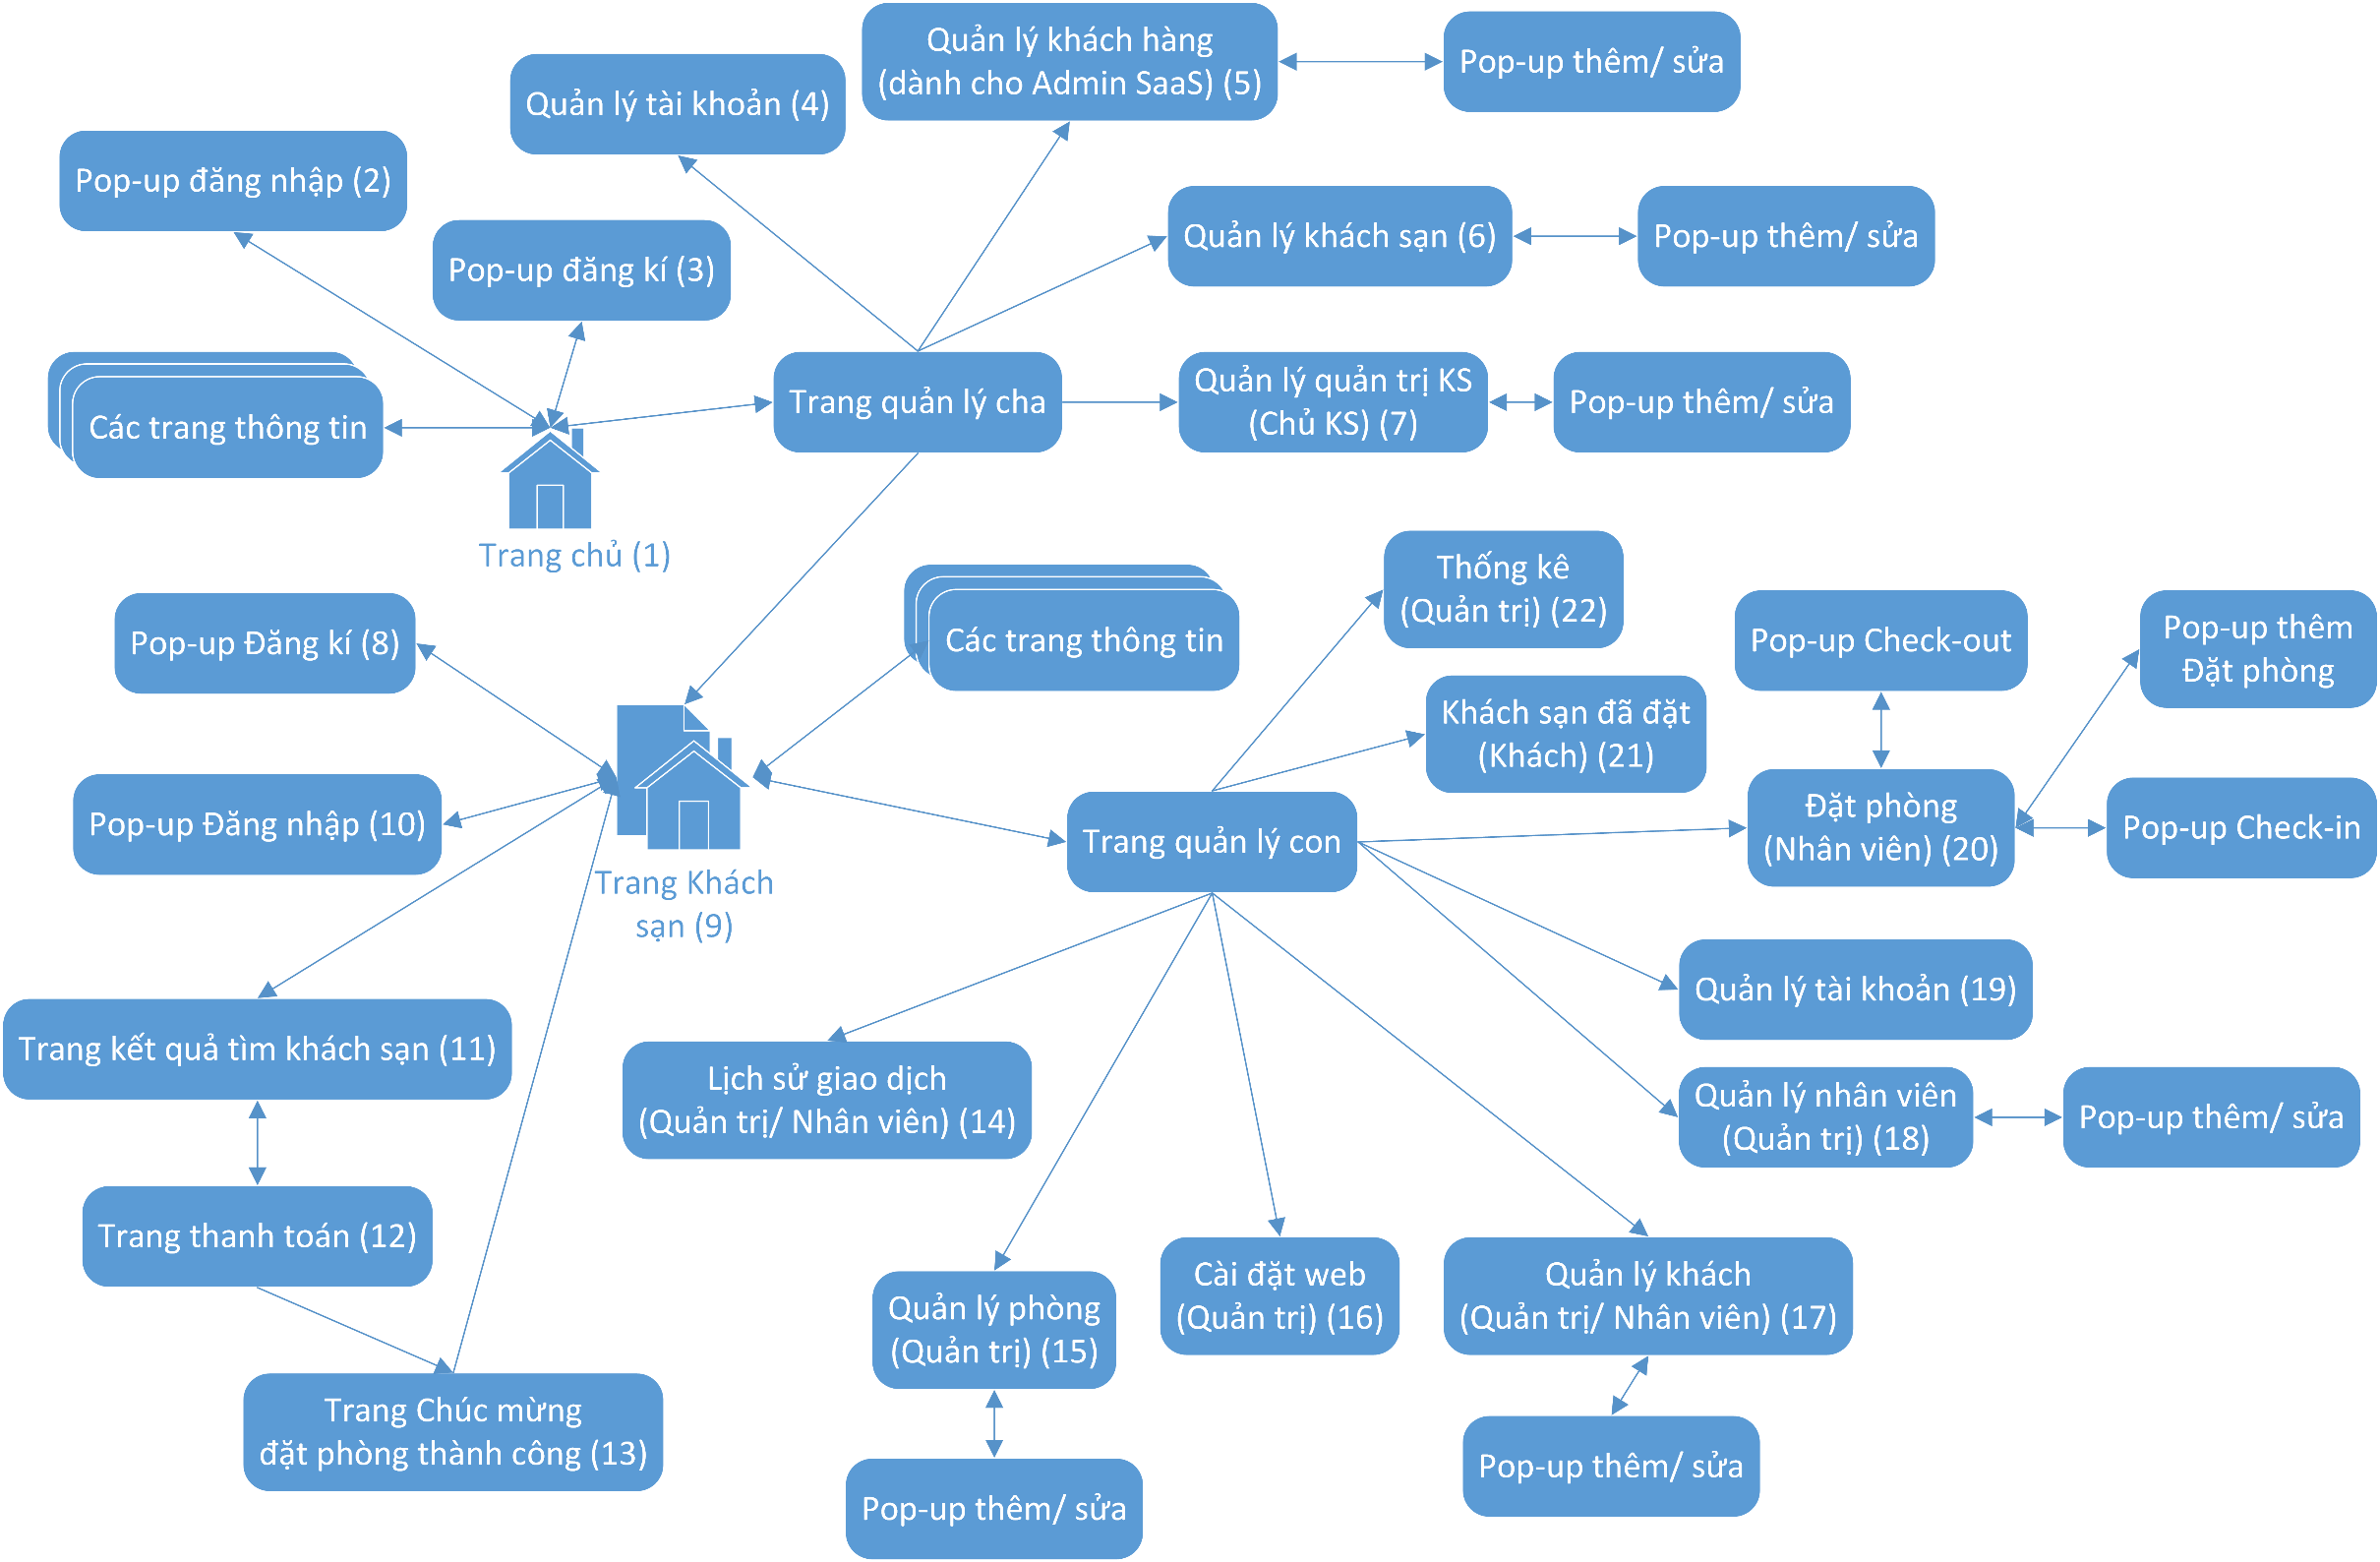 Quản lý khách hàng
(dành cho Admin SaaS) (5)
Pop-up thêm/ sửa
Quản lý tài khoản (4)
Pop-up đăng nhập (2)
Quản lý khách sạn (6)
Pop-up thêm/ sửa
Pop-up đăng kí (3)
Các trang thông tin
Trang quản lý cha
Quản lý quản trị KS
(Chủ KS) (7)
Pop-up thêm/ sửa
Trang chủ (1)
Thống kê
(Quản trị) (22)
Pop-up Đăng kí (8)
Các trang thông tin
Pop-up Check-out
Pop-up thêm
Đặt phòng
Khách sạn đã đặt
(Khách) (21)
Pop-up Đăng nhập (10)
Trang quản lý con
Đặt phòng
(Nhân viên) (20)
Pop-up Check-in
Trang Khách
sạn (9)
Quản lý tài khoản (19)
Trang kết quả tìm khách sạn (11)
Lịch sử giao dịch
(Quản trị/ Nhân viên) (14)
Quản lý nhân viên
(Quản trị) (18)
Pop-up thêm/ sửa
Trang thanh toán (12)
Quản lý phòng
(Quản trị) (15)
Cài đặt web
(Quản trị) (16)
Quản lý khách
(Quản trị/ Nhân viên) (17)
Trang Chúc mừng
đặt phòng thành công (13)
Pop-up thêm/ sửa
Pop-up thêm/ sửa